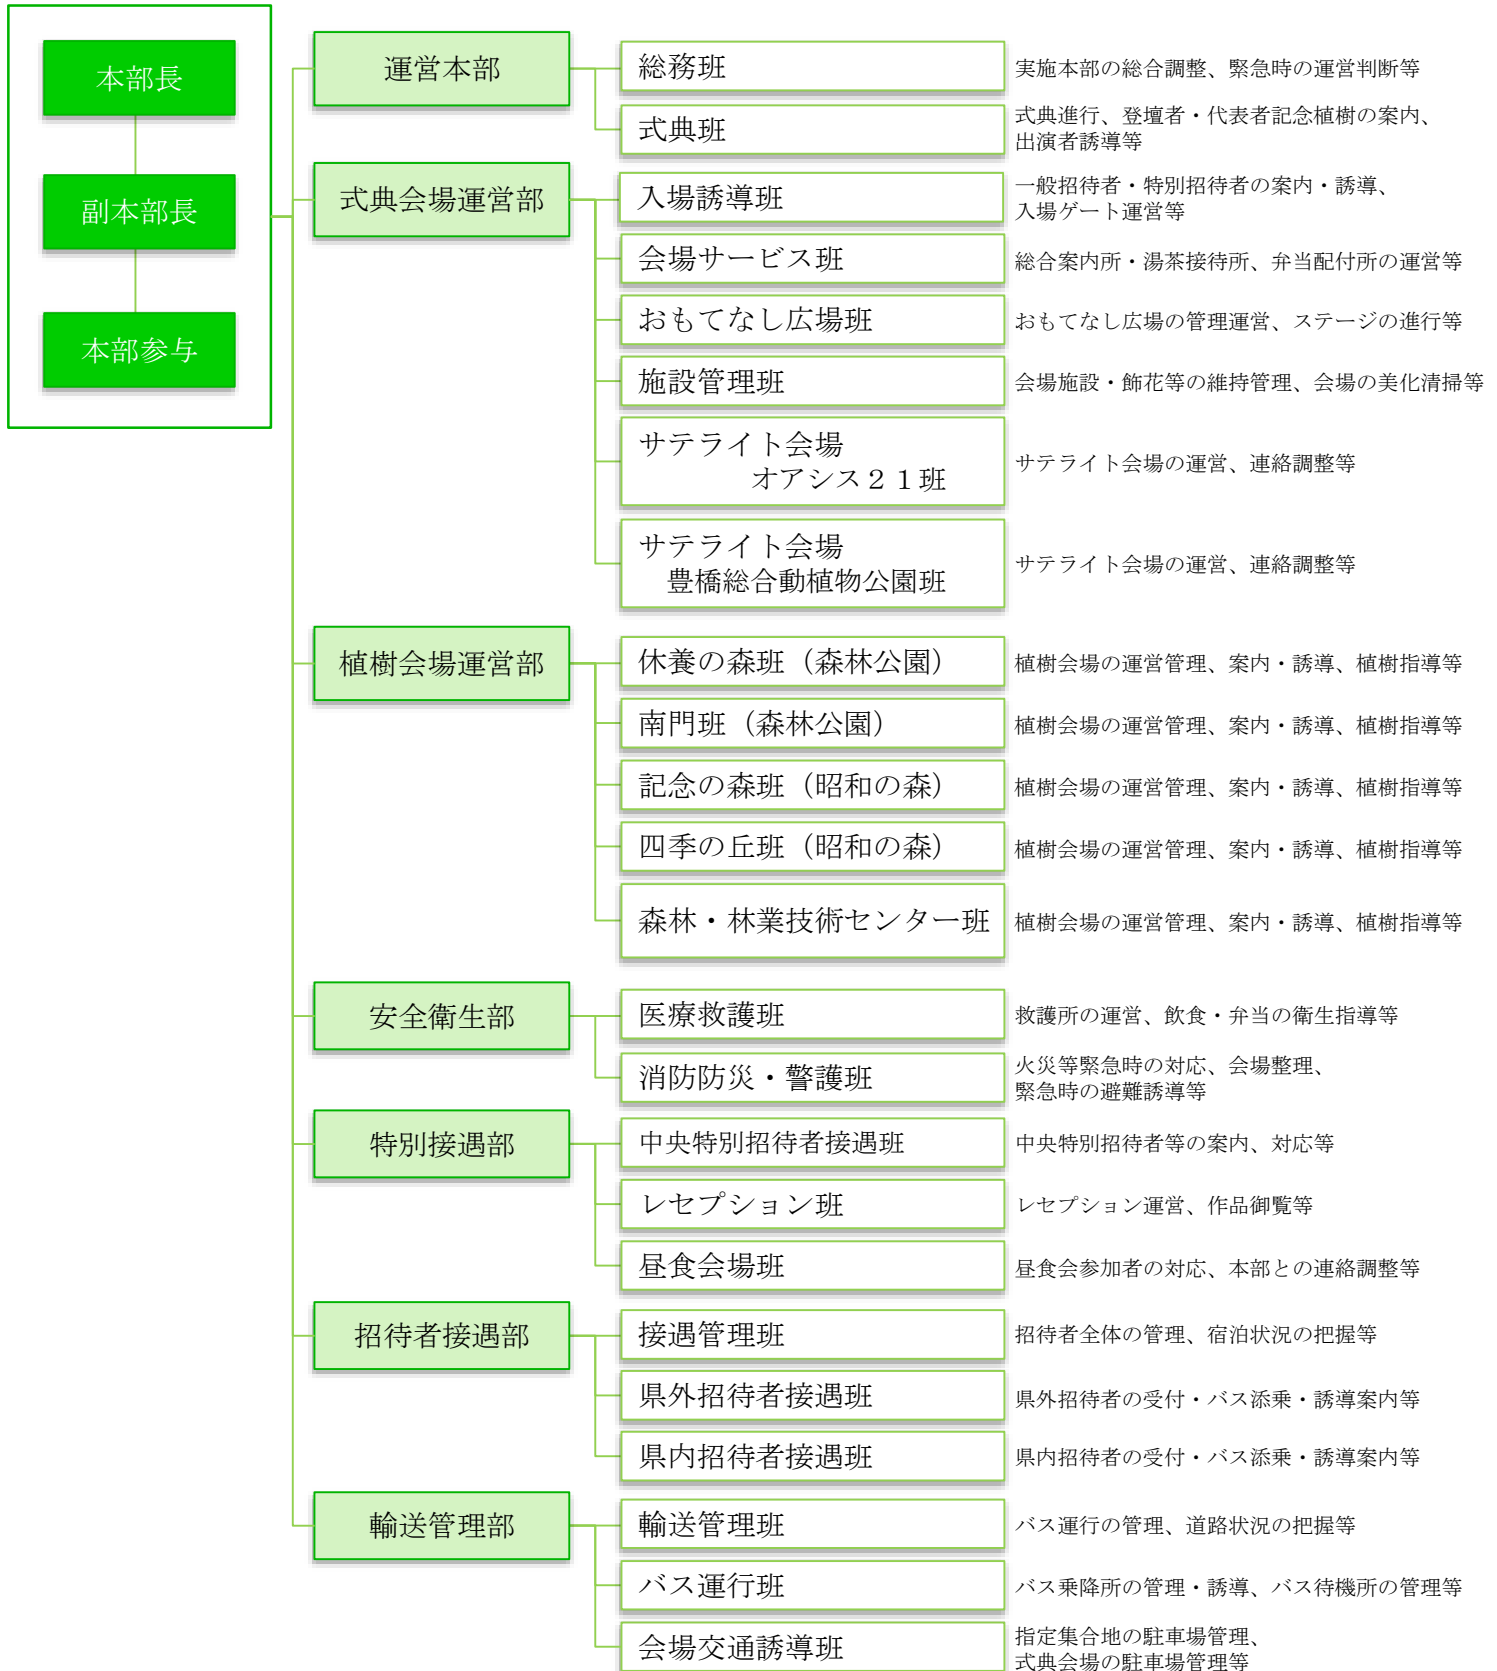 本部長
副本部長
本部参与
運営本部
総務班
実施本部の総合調整、緊急時の運営判断等
式典班
式典進行、登壇者・代表者記念植樹の案内、
出演者誘導等
式典会場運営部
入場誘導班
一般招待者・特別招待者の案内・誘導、
入場ゲート運営等
会場サービス班
総合案内所・湯茶接待所、弁当配付所の運営等
おもてなし広場班
おもてなし広場の管理運営、ステージの進行等
施設管理班
会場施設・飾花等の維持管理、会場の美化清掃等
サテライト会場
オアシス２１班
サテライト会場の運営、連絡調整等
サテライト会場
豊橋総合動植物公園班
サテライト会場の運営、連絡調整等
植樹会場運営部
休養の森班（森林公園）
植樹会場の運営管理、案内・誘導、植樹指導等
南門班（森林公園）
植樹会場の運営管理、案内・誘導、植樹指導等
記念の森班（昭和の森）
植樹会場の運営管理、案内・誘導、植樹指導等
四季の丘班（昭和の森）
植樹会場の運営管理、案内・誘導、植樹指導等
森林・林業技術センター班
植樹会場の運営管理、案内・誘導、植樹指導等
安全衛生部
医療救護班
救護所の運営、飲食・弁当の衛生指導等
消防防災・警護班
火災等緊急時の対応、会場整理、
緊急時の避難誘導等
特別接遇部
中央特別招待者接遇班
中央特別招待者等の案内、対応等
レセプション班
レセプション運営、作品御覧等
昼食会場班
昼食会参加者の対応、本部との連絡調整等
招待者接遇部
接遇管理班
招待者全体の管理、宿泊状況の把握等
県外招待者接遇班
県外招待者の受付・バス添乗・誘導案内等
県内招待者接遇班
県内招待者の受付・バス添乗・誘導案内等
輸送管理部
輸送管理班
バス運行の管理、道路状況の把握等
バス運行班
バス乗降所の管理・誘導、バス待機所の管理等
会場交通誘導班
指定集合地の駐車場管理、
式典会場の駐車場管理等